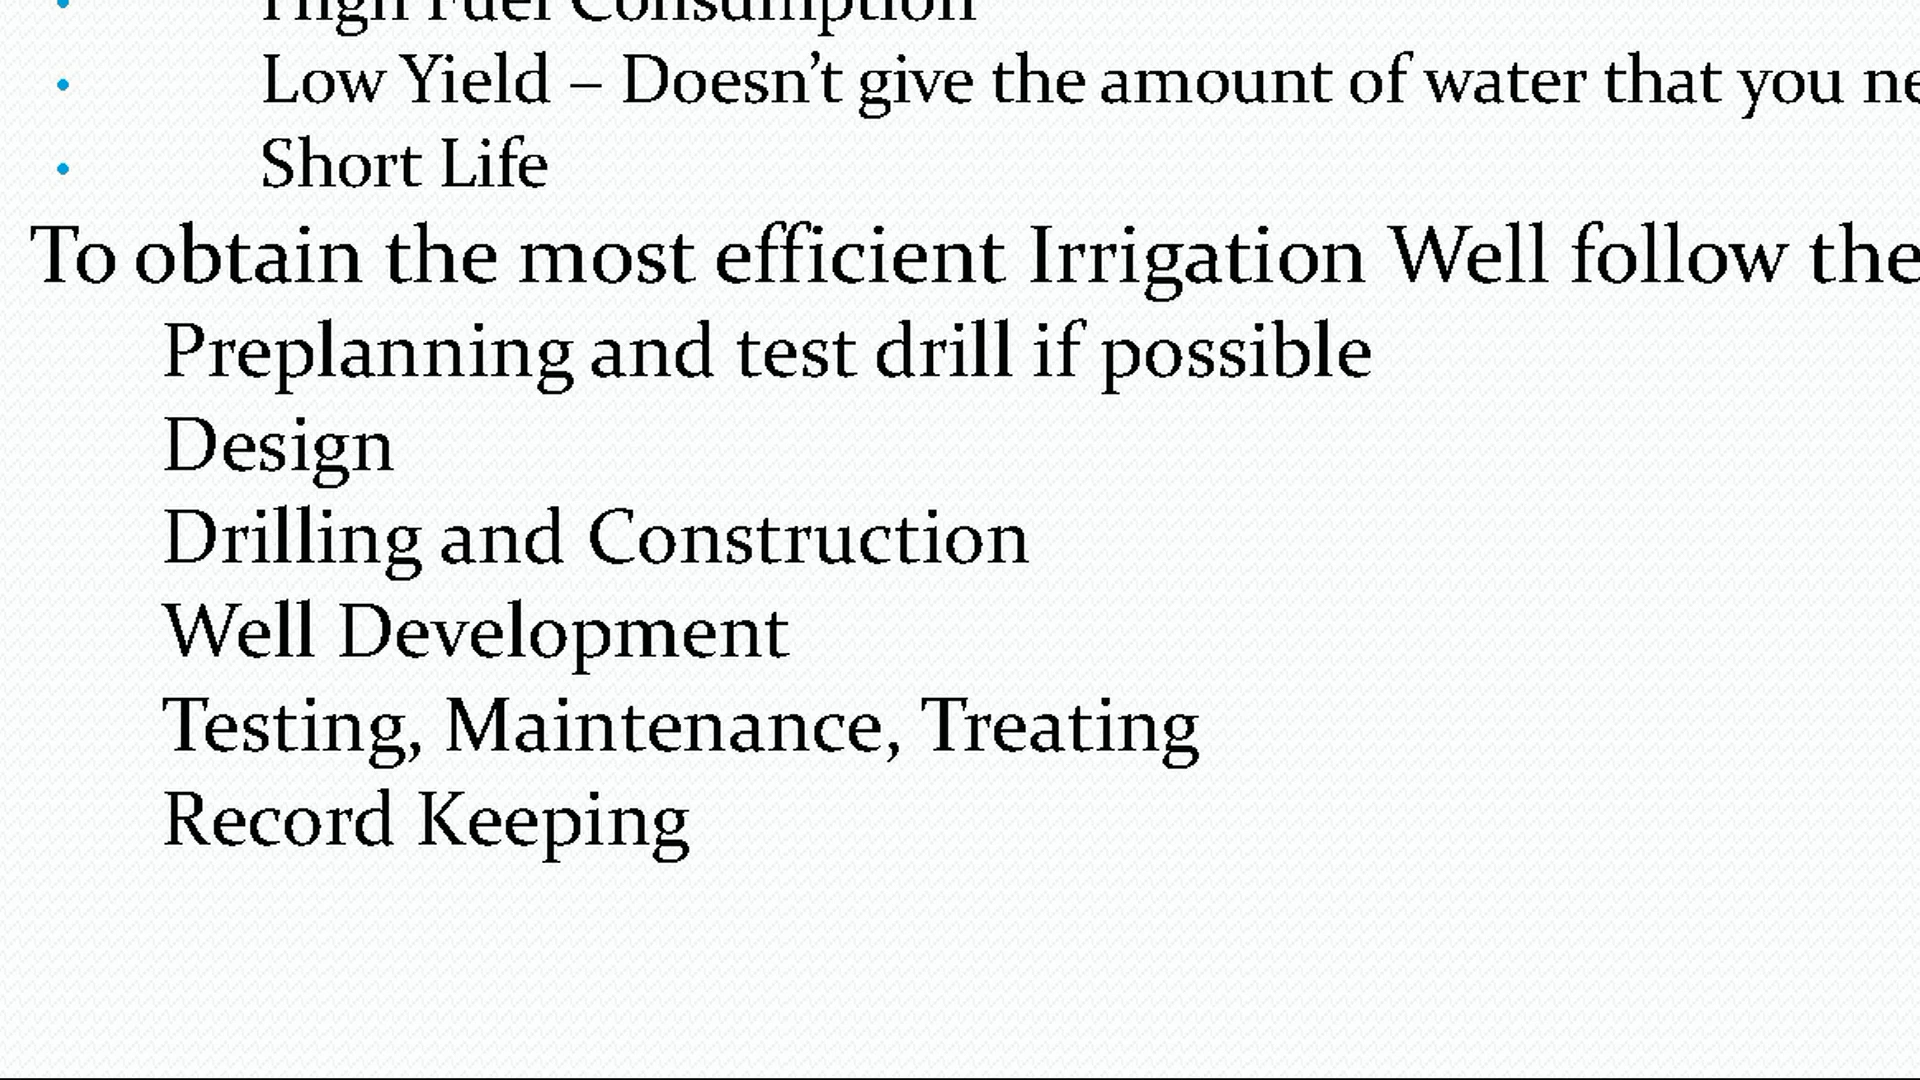 • High Fuel Consumption
• Low Yield – Doesn’t give the amount of water that you
• Short Life
To obtain the most efficient Irrigation Well follow the
Preplanning and test drill if possible
Design
Drilling and Construction
Well Development
Testing, Maintenance, Treating
Record Keeping